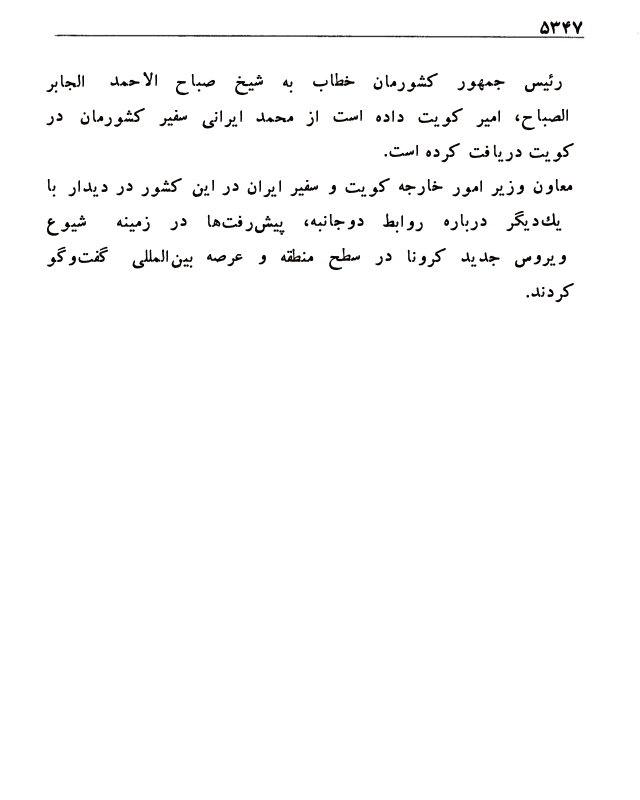 ۵۳۴۷
رئیس جمهور کشورمان خطاب به شیخ صباح الاحمد الجابر
الصباح، امیر کویت داده است از محمد ایرانی سفیر کشورمان در
کویت دریافت کرده است.
معاون وزیر امور خارجه کویت و سفیر ایران در این کشور در دیدار با
یك‌دیگر درباره روابط دوجانبه، پیش‌رفت‌ها در زمینه شیوع
ویروس جدید کرونا در سطح منطقه و عرصه بین‌المللی گفت‌وگو
کردند.